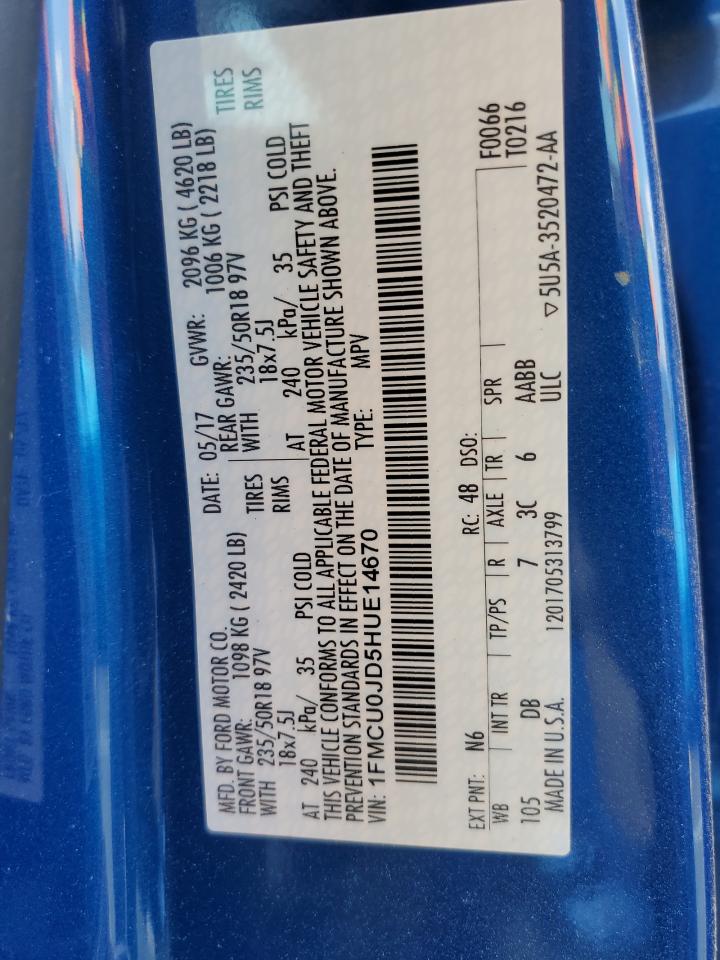 MFD. BY FORD MOTOR CO. DATE: 05/17 GVWR: 2096 KG ( 4620 LB)
FRONT GAWR: 1098 KG ( 2420 LB) REAR GAWR: 1006 KG ( 2218 LB)
WITH 235/50R18 97V TIRES WITH 235/50R18 97V TIRES
18x7.5J RIMS 18x7.5J RIMS
AT 240 kPa/ 35 PSI COLD AT 240 kPa/ 35 PSI COLD
THIS VEHICLE CONFORMS TO ALL APPLICABLE FEDERAL MOTOR VEHICLE SAFETY AND THEFT
PREVENTION STANDARDS IN EFFECT ON THE DATE OF MANUFACTURE SHOWN ABOVE.
VIN: 1FMCU0JD5HUE14670 TYPE: MPV
EXT PNT: N6 RC: 48 DSO: F0066
WB INT TR TP/PS R AXLE TR SPR T0216
105 DB 7 3C 6 AABB
MADE IN U.S.A. 1201705313799 ULC ▽5U5A-3520472-AA